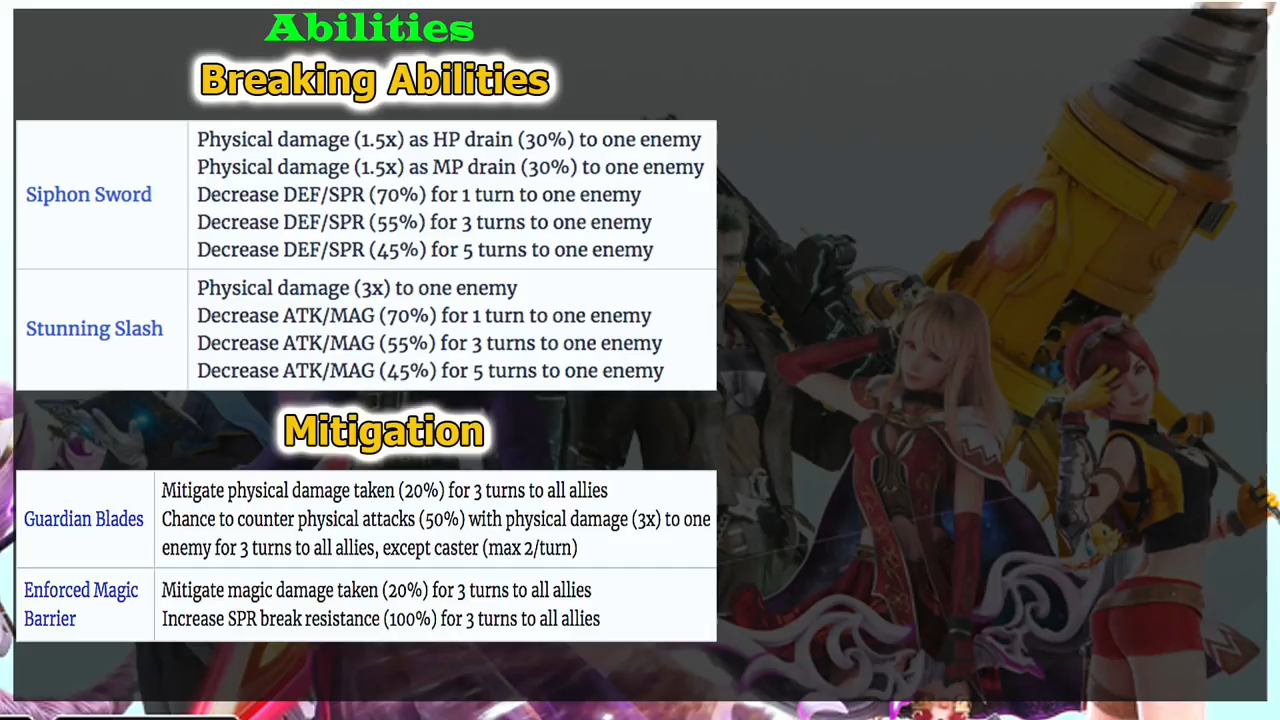 Abilities
Breaking Abilities
Siphon Sword
Physical damage (1.5x) as HP drain (30%) to one enemy
Physical damage (1.5x) as MP drain (30%) to one enemy
Decrease DEF/SPR (70%) for 1 turn to one enemy
Decrease DEF/SPR (55%) for 3 turns to one enemy
Decrease DEF/SPR (45%) for 5 turns to one enemy
Stunning Slash
Physical damage (3x) to one enemy
Decrease ATK/MAG (70%) for 1 turn to one enemy
Decrease ATK/MAG (55%) for 3 turns to one enemy
Decrease ATK/MAG (45%) for 5 turns to one enemy
Mitigation
Guardian Blades
Mitigate physical damage taken (20%) for 3 turns to all allies
Chance to counter physical attacks (50%) with physical damage (3x) to one
enemy for 3 turns to all allies, except caster (max 2/turn)
Enforced Magic
Barrier
Mitigate magic damage taken (20%) for 3 turns to all allies
Increase SPR break resistance (100%) for 3 turns to all allies